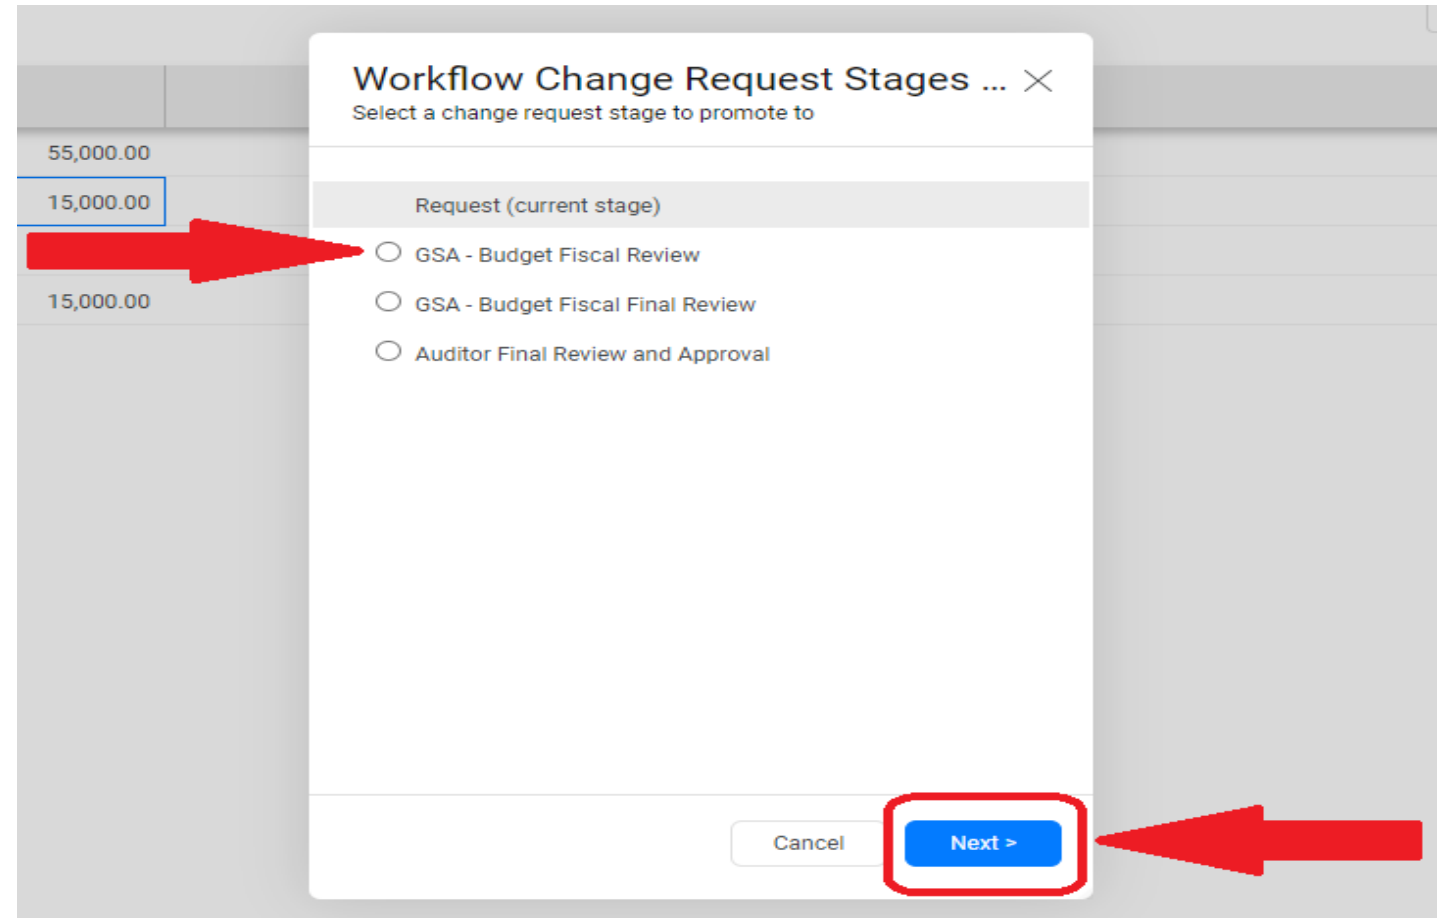 Workflow Change Request Stages ...
Select a change request stage to promote to
55,000.00
15,000.00
Request (current stage)
GSA - Budget Fiscal Review
15,000.00
GSA - Budget Fiscal Final Review
Auditor Final Review and Approval
Cancel
Next >